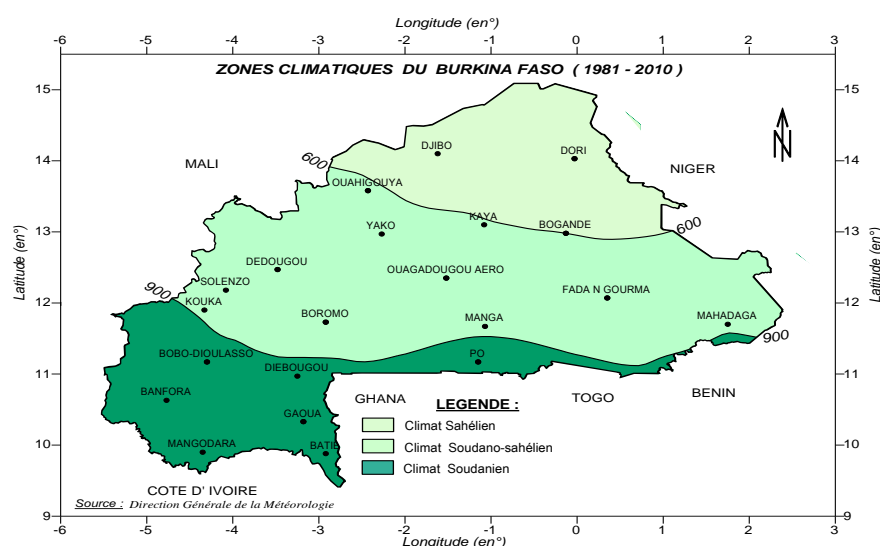 Longitude (en°)
-6 -5 -4 -3 -2 -1 0 1 2 3
ZONES CLIMATIQUES DU BURKINA FASO ( 1981 - 2010 )
15 15
DJIBO
DORI
14 14
MALI
600
NIGER
N
OUAHIGOUYA
KAYA
BOGANDE
600
YAKO
13 13
Latitude (en°)
Latitude (en°)
DEDOUGOU
OUAGADOUGOU AERO
SOLENZO
900
FADA N GOURMA
12 12
KOUKA
BOROMO
MANGA
MAHADAGA
900
BOBO-DIOULASSO
PO
DIEBOUGOU
11 11
BANFORA
GHANA
TOGO
BENIN
LEGENDE :
GAOUA
Climat Sahélien
10 10
MANGODARA
BATIE
Climat Soudano-sahélien
Climat Soudanien
COTE D' IVOIRE
Source : Direction Générale de la Météorologie
9 9
-6 -5 -4 -3 -2 -1 0 1 2 3
Longitude (en°)